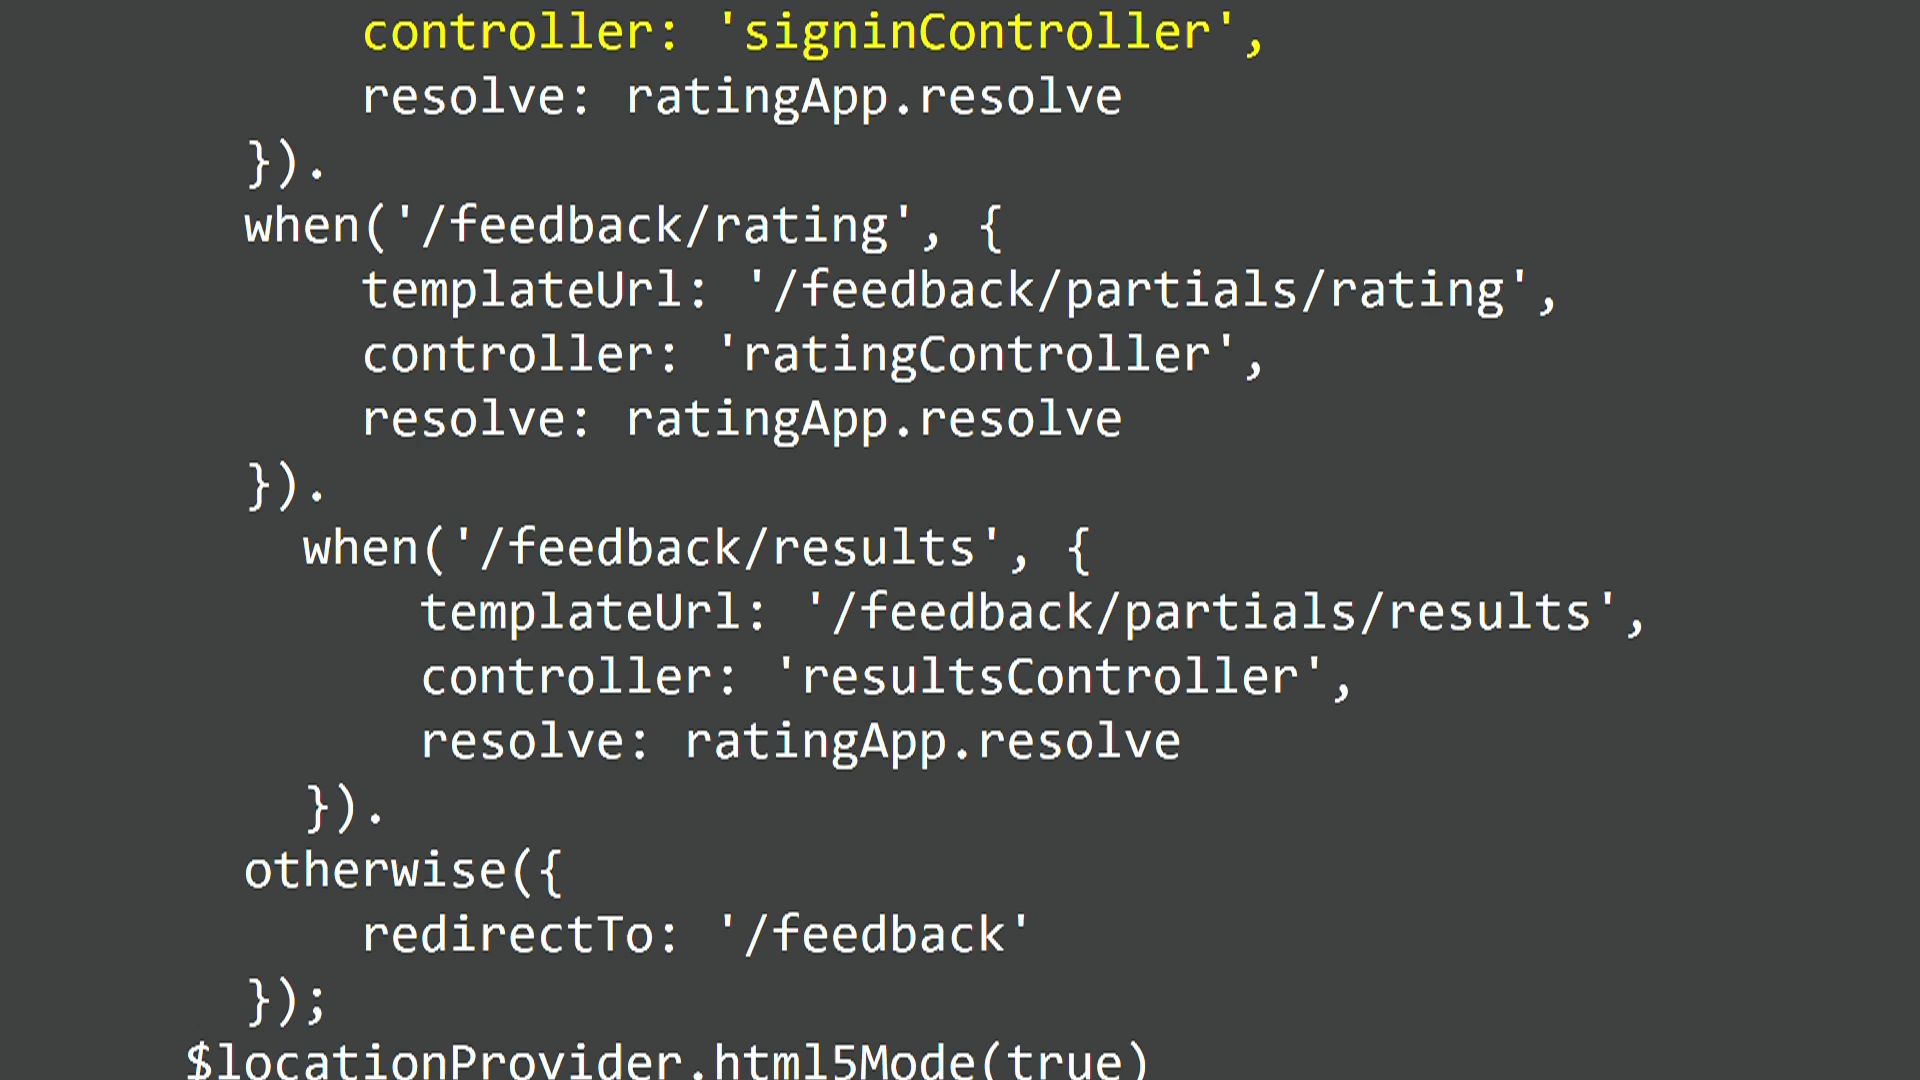 controller: 'signinController',
resolve: ratingApp.resolve
}).
when('/feedback/rating', {
templateUrl: '/feedback/partials/rating',
controller: 'ratingController',
resolve: ratingApp.resolve
}).
when('/feedback/results', {
templateUrl: '/feedback/partials/results',
controller: 'resultsController',
resolve: ratingApp.resolve
}).
otherwise({
redirectTo: '/feedback'
});
$locationProvider.html5Mode(true)